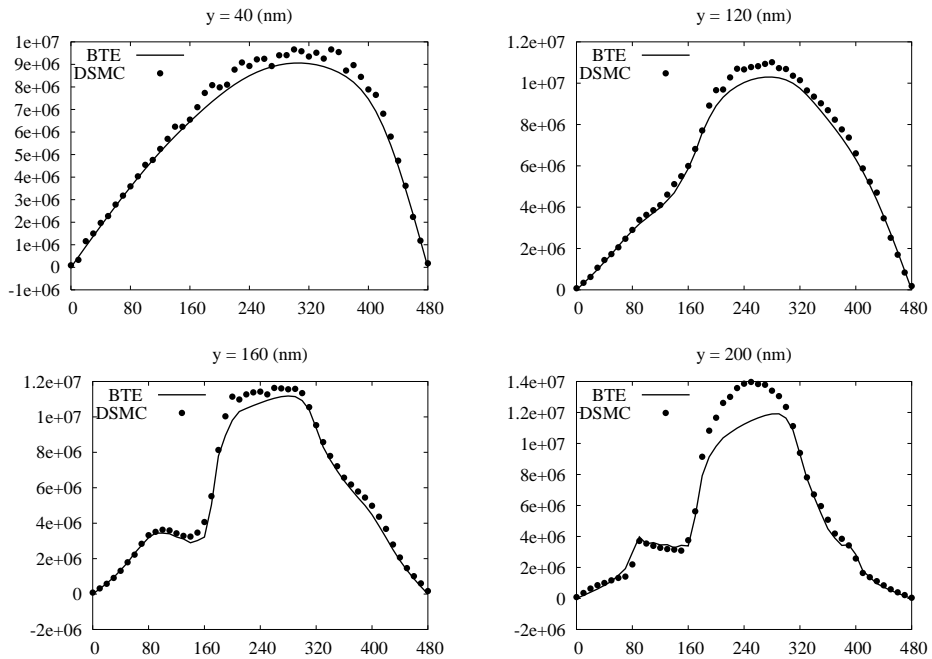 y = 40 (nm)
1e+07
9e+06
8e+06
7e+06
6e+06
5e+06
4e+06
3e+06
2e+06
1e+06
0
-1e+06
BTE
DSMC
0 80 160 240 320 400 480
y = 120 (nm)
1.2e+07
1e+07
8e+06
6e+06
4e+06
2e+06
0
BTE
DSMC
0 80 160 240 320 400 480
y = 160 (nm)
1.2e+07
1e+07
8e+06
6e+06
4e+06
2e+06
0
-2e+06
BTE
DSMC
0 80 160 240 320 400 480
y = 200 (nm)
1.4e+07
1.2e+07
1e+07
8e+06
6e+06
4e+06
2e+06
0
-2e+06
BTE
DSMC
0 80 160 240 320 400 480